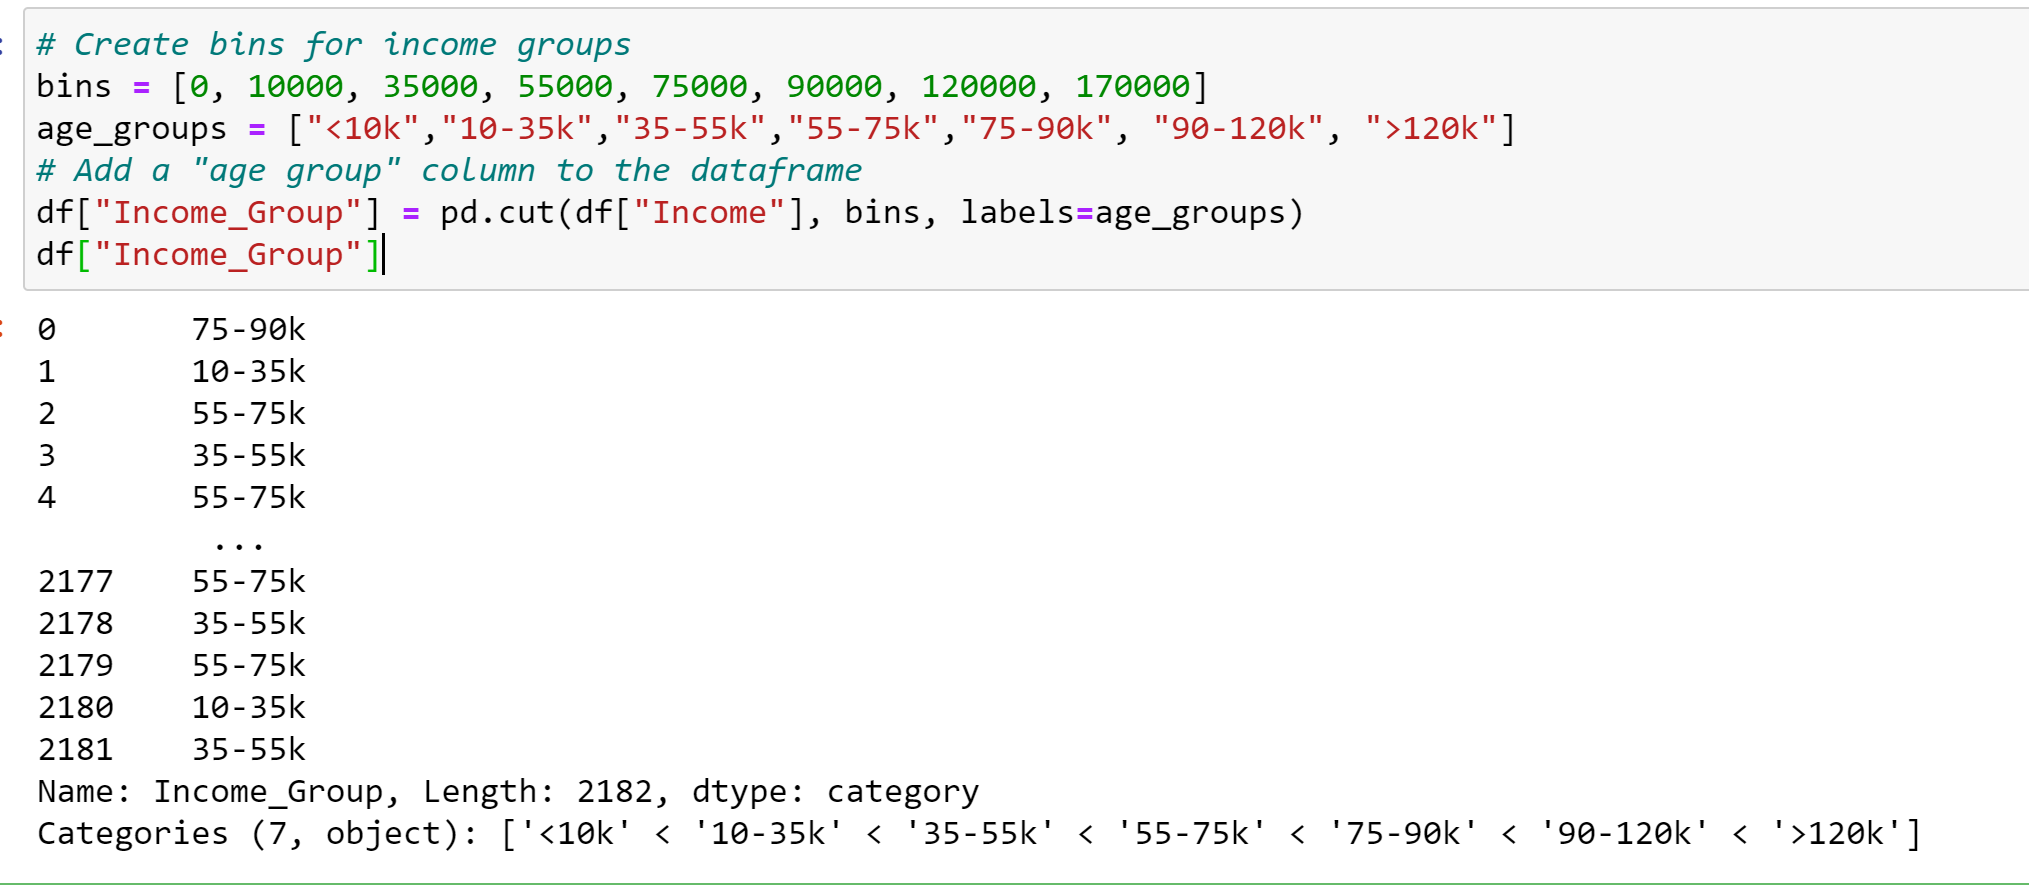 # Create bins for income groups
bins = [0, 10000, 35000, 55000, 75000, 90000, 120000, 170000]
age_groups = ["<10k","10-35k","35-55k","55-75k","75-90k", "90-120k", ">120k"]
# Add a "age group" column to the dataframe
df["Income_Group"] = pd.cut(df["Income"], bins, labels=age_groups)
df["Income_Group"]
0       75-90k
1       10-35k
2       55-75k
3       35-55k
4       55-75k
         ...
2177    55-75k
2178    35-55k
2179    55-75k
2180    10-35k
2181    35-55k
Name: Income_Group, Length: 2182, dtype: category
Categories (7, object): ['<10k' < '10-35k' < '35-55k' < '55-75k' < '75-90k' < '90-120k' < '>120k']